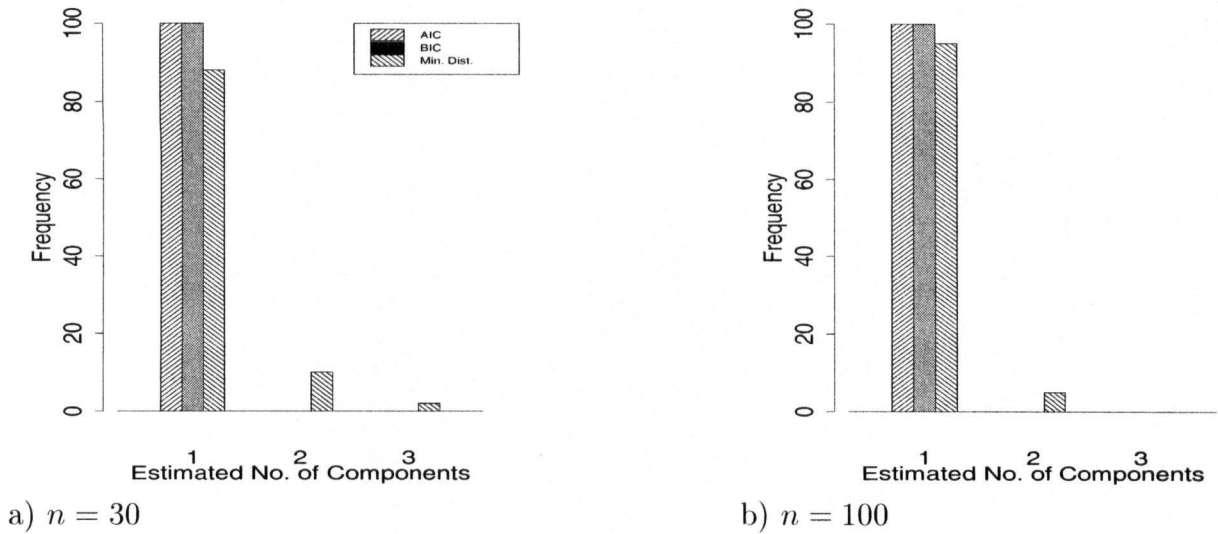 AIC
BIC
Min. Dist.
Frequency
0
20
40
60
80
100
1 2 3
Estimated No. of Components
a) n = 30
Frequency
0
20
40
60
80
100
1 2 3
Estimated No. of Components
b) n = 100